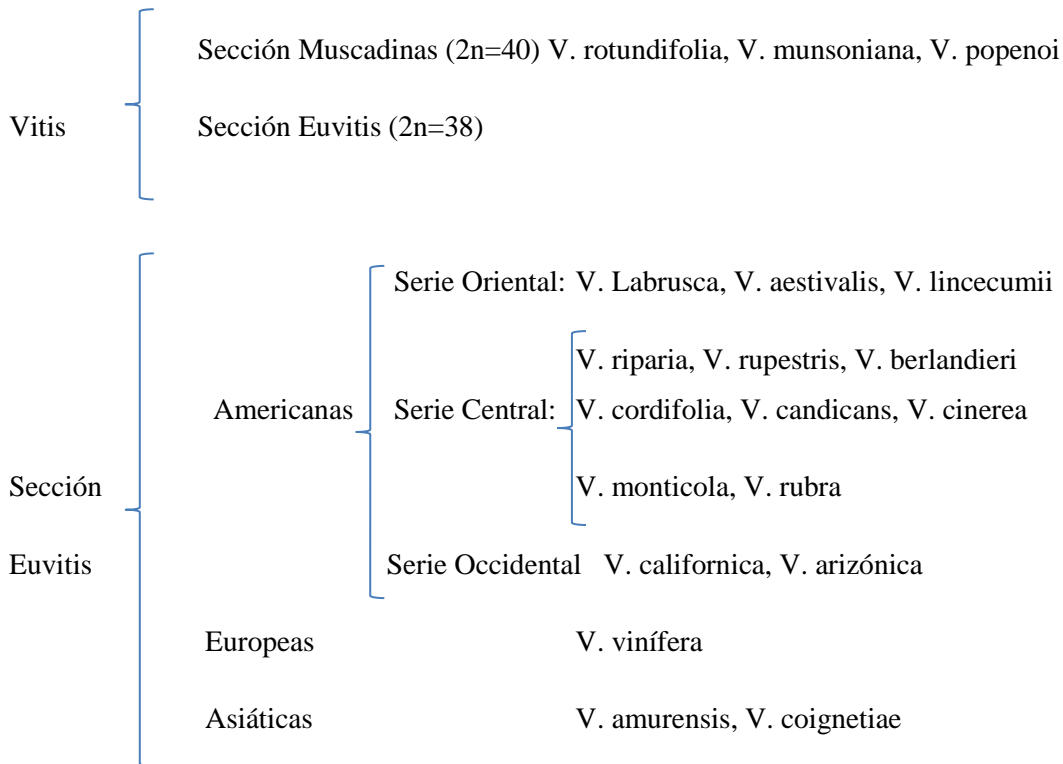 Sección Muscadinas (2n=40) V. rotundifolia, V. munsoniana, V. popenoi
Vitis Sección Euvitis (2n=38)
Serie Oriental: V. Labrusca, V. aestivalis, V. lincecumii
V. riparia, V. rupestris, V. berlandieri
Americanas Serie Central: V. cordifolia, V. candicans, V. cinerea
Sección V. monticola, V. rubra
Euvitis Serie Occidental V. californica, V. arizónica
Europeas V. vinífera
Asiáticas V. amurensis, V. coignetiae